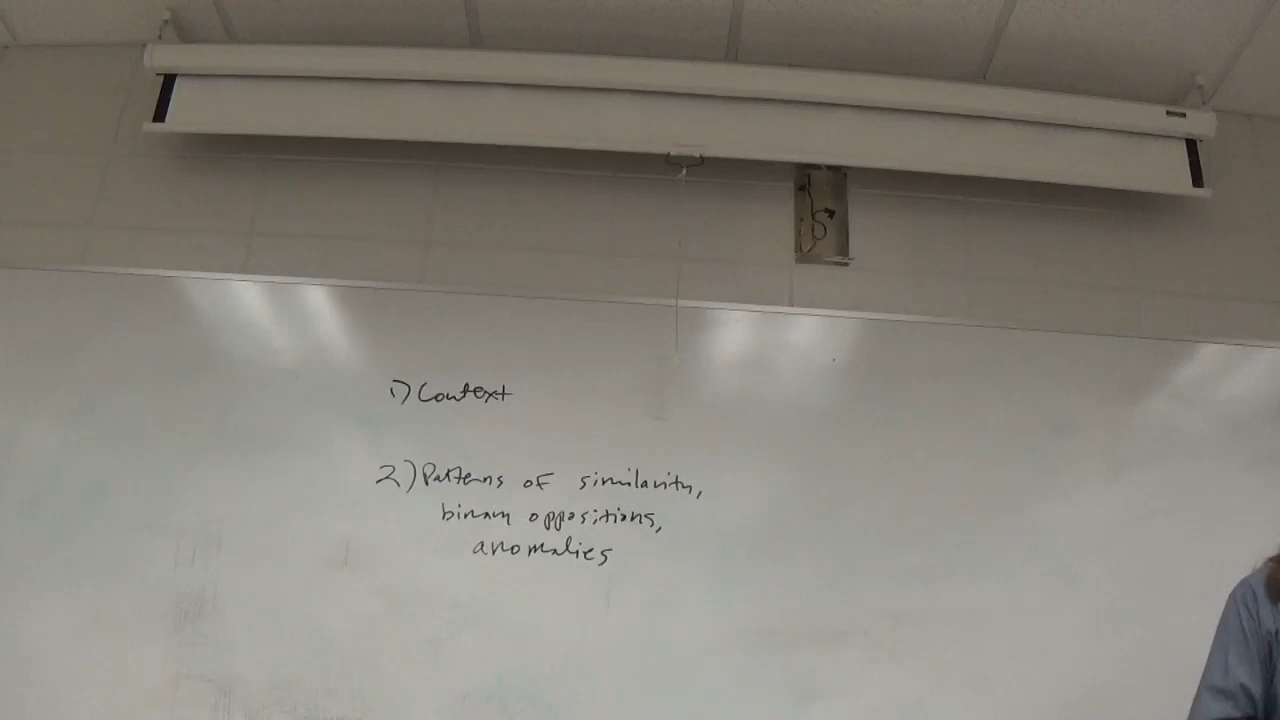 1) Context
2) Patterns of similarity,
binary oppositions,
anomalies